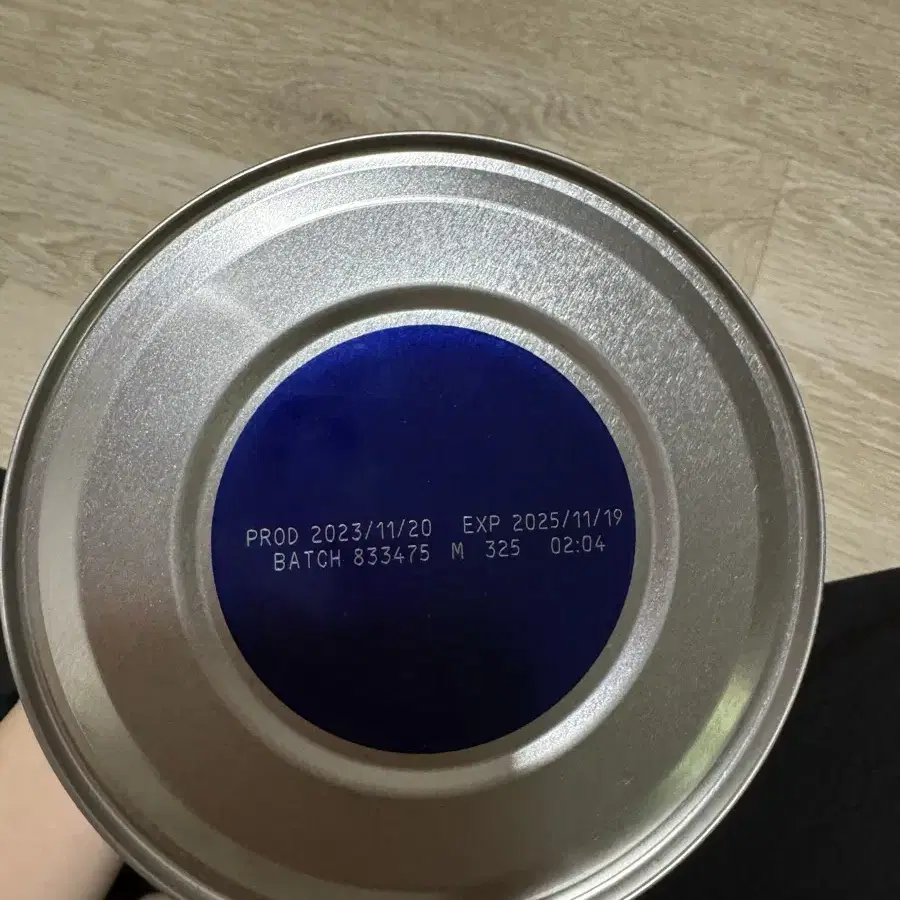 PROD 2023/11/20 EXP 2025/11/19
BATCH 833475 M 325 02:04